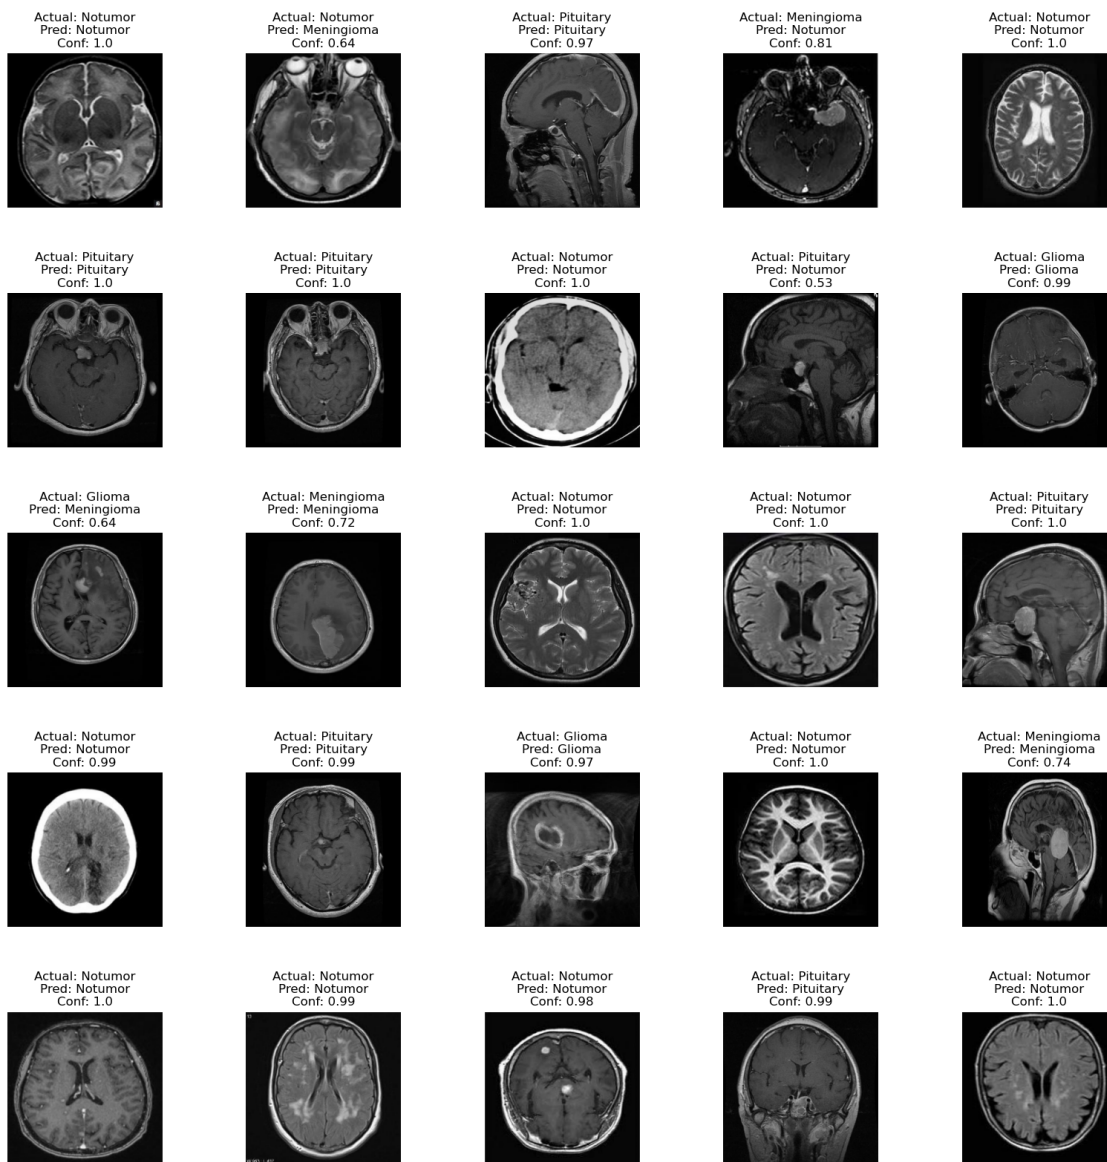 Actual: Notumor
Pred: Notumor
Conf: 1.0
Actual: Notumor
Pred: Meningioma
Conf: 0.64
Actual: Pituitary
Pred: Pituitary
Conf: 0.97
Actual: Meningioma
Pred: Notumor
Conf: 0.81
Actual: Notumor
Pred: Notumor
Conf: 1.0
Actual: Pituitary
Pred: Pituitary
Conf: 1.0
Actual: Pituitary
Pred: Pituitary
Conf: 1.0
Actual: Notumor
Pred: Notumor
Conf: 1.0
Actual: Pituitary
Pred: Notumor
Conf: 0.53
Actual: Glioma
Pred: Glioma
Conf: 0.99
Actual: Glioma
Pred: Meningioma
Conf: 0.64
Actual: Meningioma
Pred: Meningioma
Conf: 0.72
Actual: Notumor
Pred: Notumor
Conf: 1.0
Actual: Notumor
Pred: Notumor
Conf: 1.0
Actual: Pituitary
Pred: Pituitary
Conf: 1.0
Actual: Notumor
Pred: Notumor
Conf: 0.99
Actual: Pituitary
Pred: Pituitary
Conf: 0.99
Actual: Glioma
Pred: Glioma
Conf: 0.97
Actual: Notumor
Pred: Notumor
Conf: 1.0
Actual: Meningioma
Pred: Meningioma
Conf: 0.74
Actual: Notumor
Pred: Notumor
Conf: 1.0
Actual: Notumor
Pred: Notumor
Conf: 0.99
Actual: Notumor
Pred: Notumor
Conf: 0.98
Actual: Pituitary
Pred: Pituitary
Conf: 0.99
Actual: Notumor
Pred: Notumor
Conf: 1.0